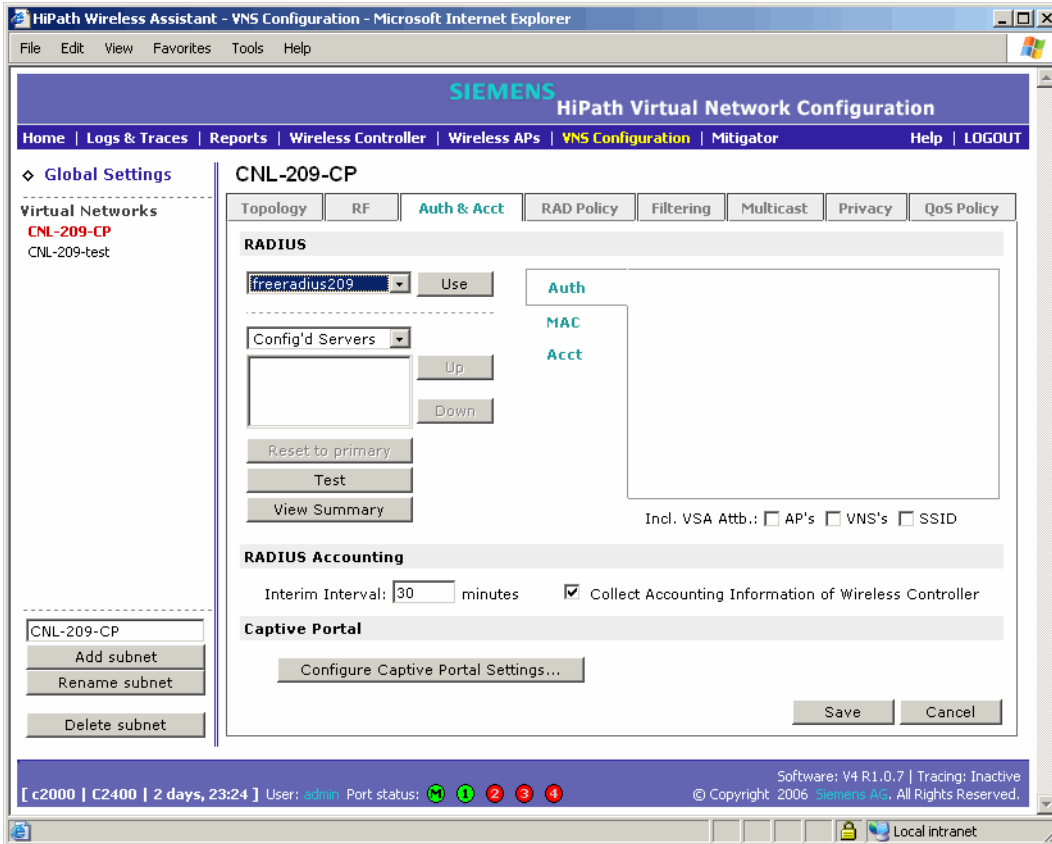 HiPath Wireless Assistant - VNS Configuration - Microsoft Internet Explorer
File Edit View Favorites Tools Help
SIEMENS
HiPath Virtual Network Configuration
Home | Logs & Traces | Reports | Wireless Controller | Wireless APs | VNS Configuration | Mitigator Help | LOGOUT
Global Settings
Virtual Networks
CNL-209-CP
CNL-209-test
CNL-209-CP
Add subnet
Rename subnet
Delete subnet
CNL-209-CP
Topology RF Auth & Acct RAD Policy Filtering Multicast Privacy QoS Policy
RADIUS
freeradius209 Use
Config'd Servers
Up
Down
Reset to primary
Test
View Summary
Auth
MAC
Acct
Incl. VSA Attb.: AP's VNS's SSID
RADIUS Accounting
Interim Interval: 30 minutes Collect Accounting Information of Wireless Controller
Captive Portal
Configure Captive Portal Settings...
Save Cancel
Software: V4 R1.0.7 | Tracing: Inactive
[ c2000 | C2400 | 2 days, 23:24 ] User: admin Port status: M 1 2 3 4 © Copyright 2006 Siemens AG. All Rights Reserved.
Local intranet